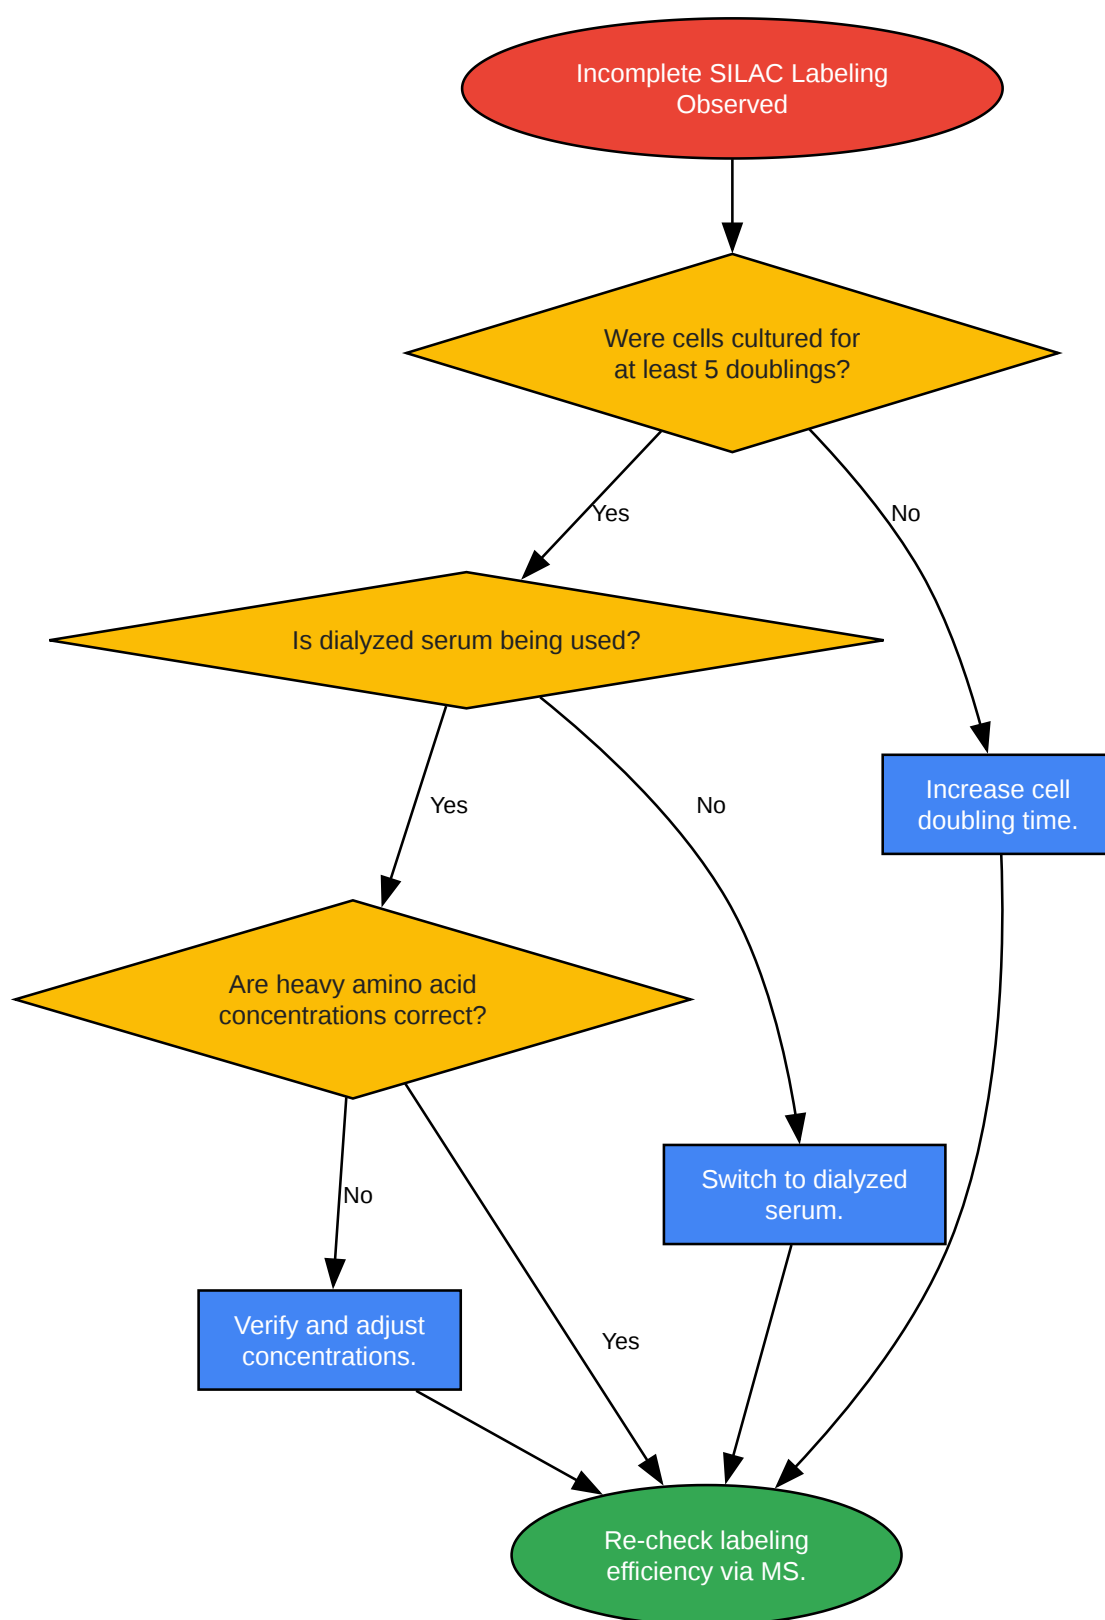 Incomplete SILAC Labeling
Observed
Were cells cultured for
at least 5 doublings?
Yes
No
Is dialyzed serum being used?
Increase cell
doubling time.
Yes
No
Are heavy amino acid
concentrations correct?
Switch to dialyzed
serum.
No
Verify and adjust
concentrations.
Yes
Re-check labeling
efficiency via MS.